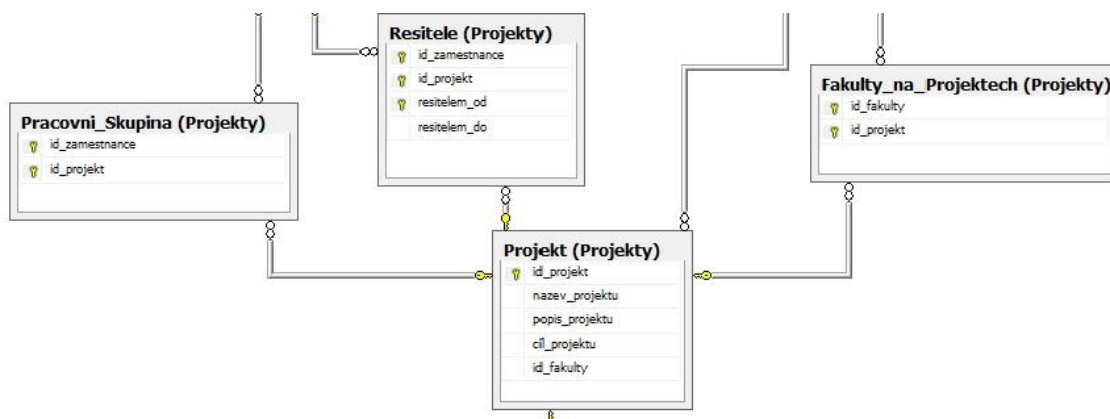 Resitele (Projekty)
id_zamestnance
id_projekt
resitelem_od
resitelem_do
Fakulty_na_Projektech (Projekty)
id_fakulty
id_projekt
Pracovni_Skupina (Projekty)
id_zamestnance
id_projekt
Projekt (Projekty)
id_projekt
nazev_projektu
popis_projektu
cíl_projektu
id_fakulty